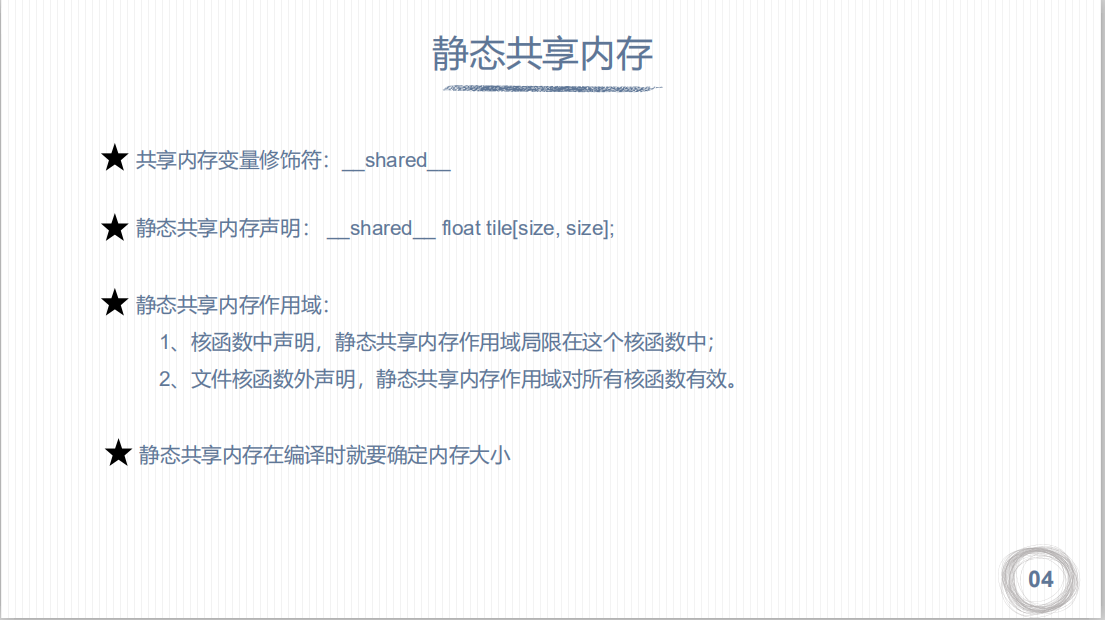 静态共享内存
共享内存变量修饰符：__shared__
静态共享内存声明： __shared__ float tile[size, size];
静态共享内存作用域：
1、核函数中声明，静态共享内存作用域局限在这个核函数中；
2、文件核函数外声明，静态共享内存作用域对所有核函数有效。
静态共享内存在编译时就要确定内存大小
04